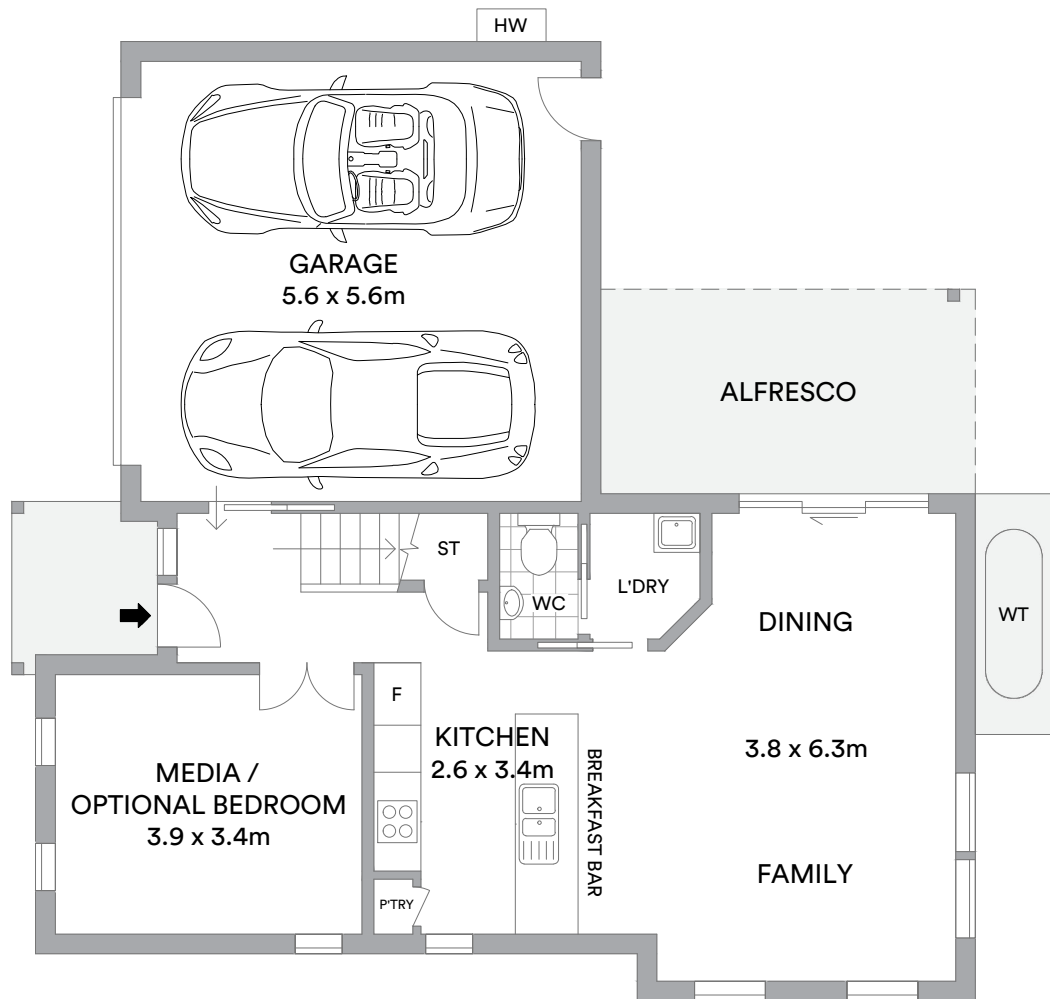 HW
GARAGE
5.6 x 5.6m
ALFRESCO
ST
WC
L'DRY
DINING
WT
F
KITCHEN
2.6 x 3.4m
BREAKFAST BAR
3.8 x 6.3m
MEDIA /
OPTIONAL BEDROOM
3.9 x 3.4m
FAMILY
P'TRY